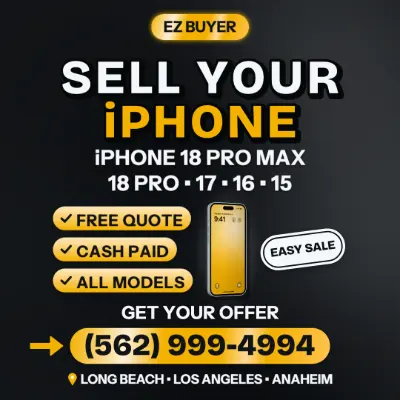 EZ BUYER
SELL YOUR
iPHONE
iPHONE 18 PRO MAX
18 PRO ▪ 17 ▪ 16 ▪ 15
✓ FREE QUOTE
✓ CASH PAID
✓ ALL MODELS
9:41
EASY SALE
GET YOUR OFFER
(562) 999-4994
LONG BEACH ▪ LOS ANGELES ▪ ANAHEIM